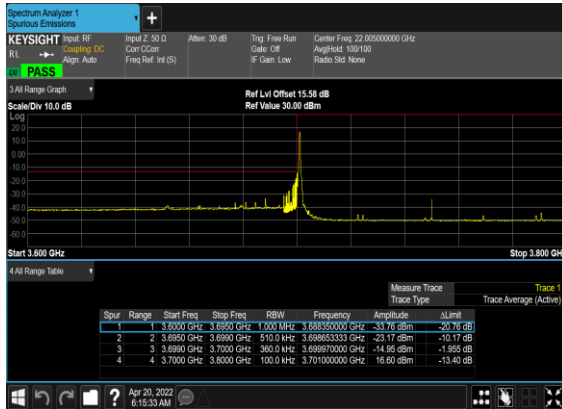 Spectrum Analyzer 1
Spurious Emissions
+
KEYSIGHT Input: RF Input Z: 50 Ω Atten: 30 dB Trig: Free Run Center Freq: 22.005000000 GHz
RL Coupling: DC Corr CCorr Gate: Off Avg|Hold: 100/100
Align: Auto Freq Ref: Int (S) IF Gain: Low Radio Std: None
LV PASS
3 All Range Graph Ref Lvl Offset 15.58 dB
Scale/Div 10.0 dB Ref Value 30.00 dBm
Log
20.0
10.0
0.00
-10.0
-20.0
-30.0
-40.0
-50.0
-60.0
Start 3.600 GHz Stop 3.800 GH
4 All Range Table
Measure Trace Trace 1
Trace Type Trace Average (Active)
Spur Range Start Freq Stop Freq RBW Frequency Amplitude ΔLimit
1 1 3.6000 GHz 3.6950 GHz 1.000 MHz 3.688350000 GHz -33.76 dBm -20.76 dB
2 2 3.6950 GHz 3.6990 GHz 510.0 kHz 3.698653333 GHz -23.17 dBm -10.17 dB
3 3 3.6990 GHz 3.7000 GHz 360.0 kHz 3.699970000 GHz -14.95 dBm -1.955 dB
4 4 3.7000 GHz 3.8000 GHz 100.0 kHz 3.701000000 GHz 16.60 dBm -13.40 dB
? Apr 20, 2022
6:15:33 AM